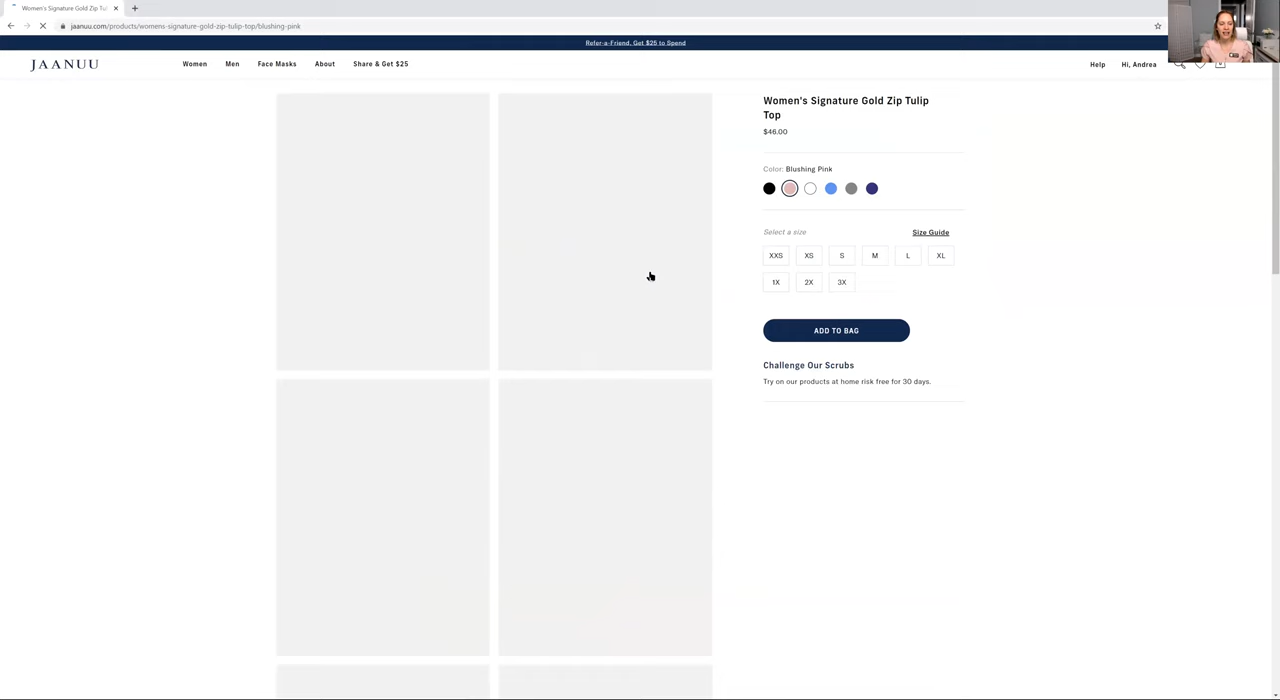 Women's Signature Gold Zip Tul
jaanuu.com/products/womens-signature-gold-zip-tulip-top/blushing-pink
Refer-a-Friend, Get $25 to Spend
JAANUU
Women
Men
Face Masks
About
Share & Get $25
Help
Hi, Andrea
Women's Signature Gold Zip Tulip
Top
$46.00
Color: Blushing Pink
Select a size
Size Guide
XXS
XS
S
M
L
XL
1X
2X
3X
ADD TO BAG
Challenge Our Scrubs
Try on our products at home risk free for 30 days.